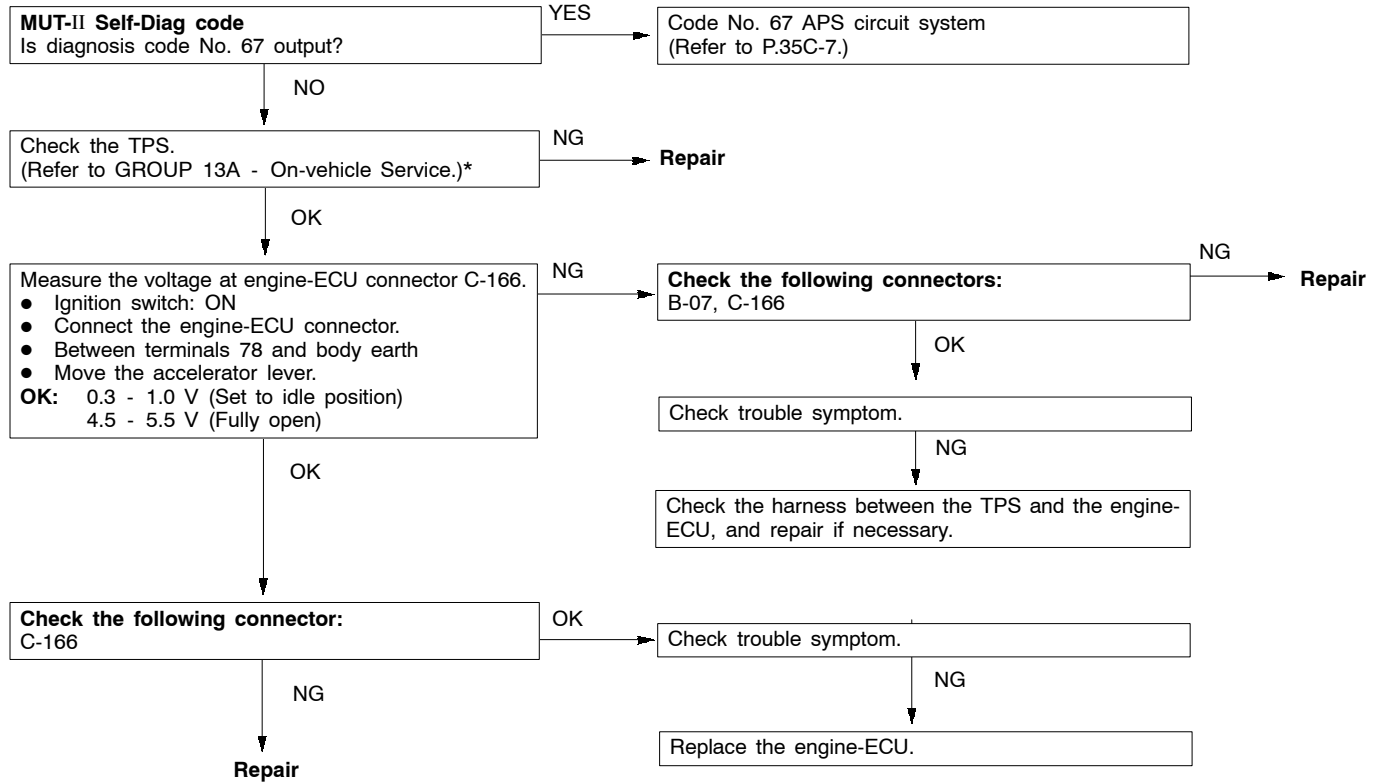 MUT-II Self-Diag code
Is diagnosis code No. 67 output?
YES
Code No. 67 APS circuit system
(Refer to P.35C-7.)
NO
Check the TPS.
(Refer to GROUP 13A - On-vehicle Service.)*
NG
Repair
OK
Measure the voltage at engine-ECU connector C-166.
● Ignition switch: ON
● Connect the engine-ECU connector.
● Between terminals 78 and body earth
● Move the accelerator lever.
OK: 0.3 - 1.0 V (Set to idle position)
4.5 - 5.5 V (Fully open)
NG
Check the following connectors:
B-07, C-166
NG
Repair
OK
Check trouble symptom.
NG
Check the harness between the TPS and the engine-
ECU, and repair if necessary.
OK
Check the following connector:
C-166
OK
Check trouble symptom.
NG
Replace the engine-ECU.
NG
Repair